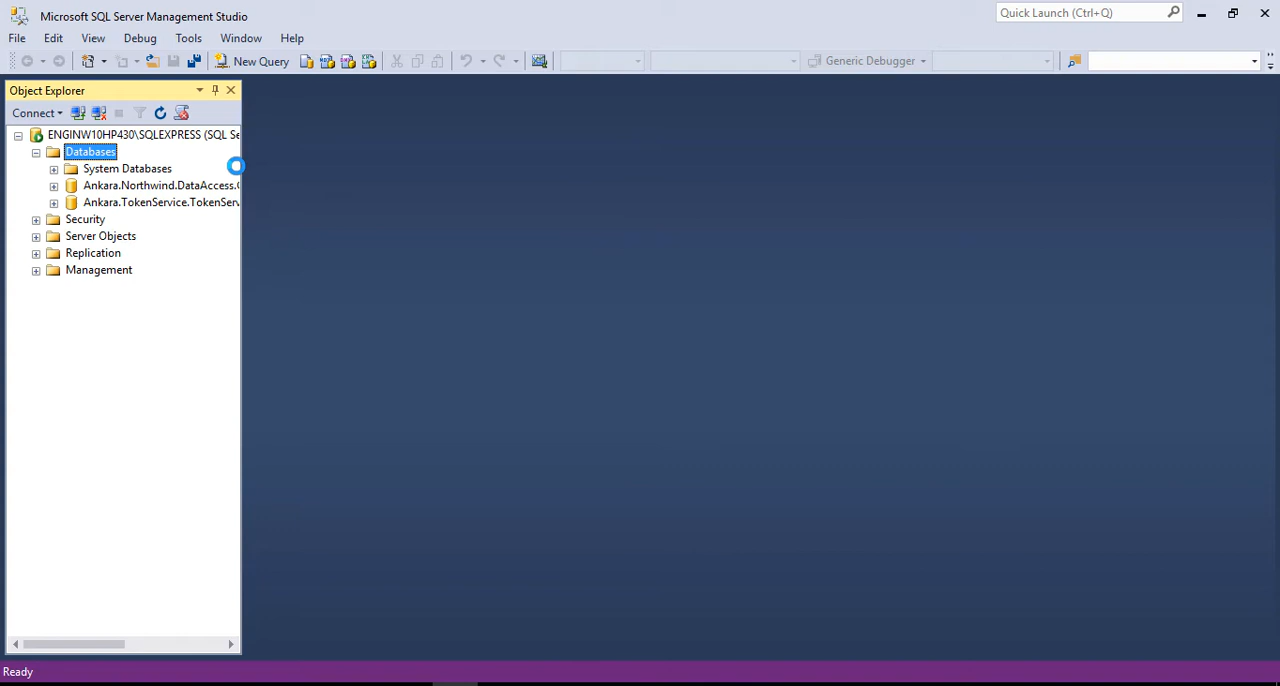 Microsoft SQL Server Management Studio
Quick Launch (Ctrl+Q)
File Edit View Debug Tools Window Help
New Query
Generic Debugger
Object Explorer
Connect
ENGINW10HP430\SQLEXPRESS (SQL Se
Databases
System Databases
Ankara.Northwind.DataAccess.
Ankara.TokenService.TokenServ
Security
Server Objects
Replication
Management
Ready